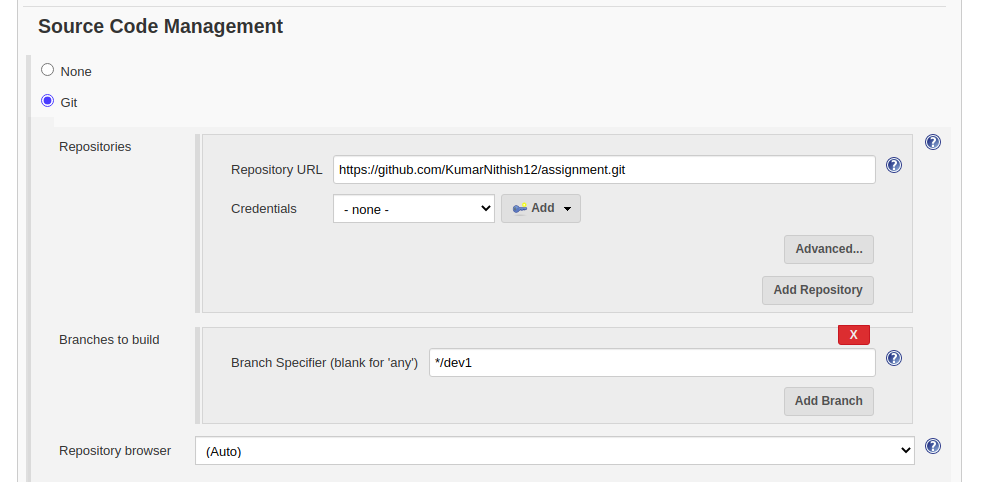 Source Code Management
None
Git
Repositories
Repository URL https://github.com/KumarNithish12/assignment.git
Credentials - none - Add
Advanced...
Add Repository
Branches to build
X
Branch Specifier (blank for 'any') */dev1
Add Branch
Repository browser (Auto)